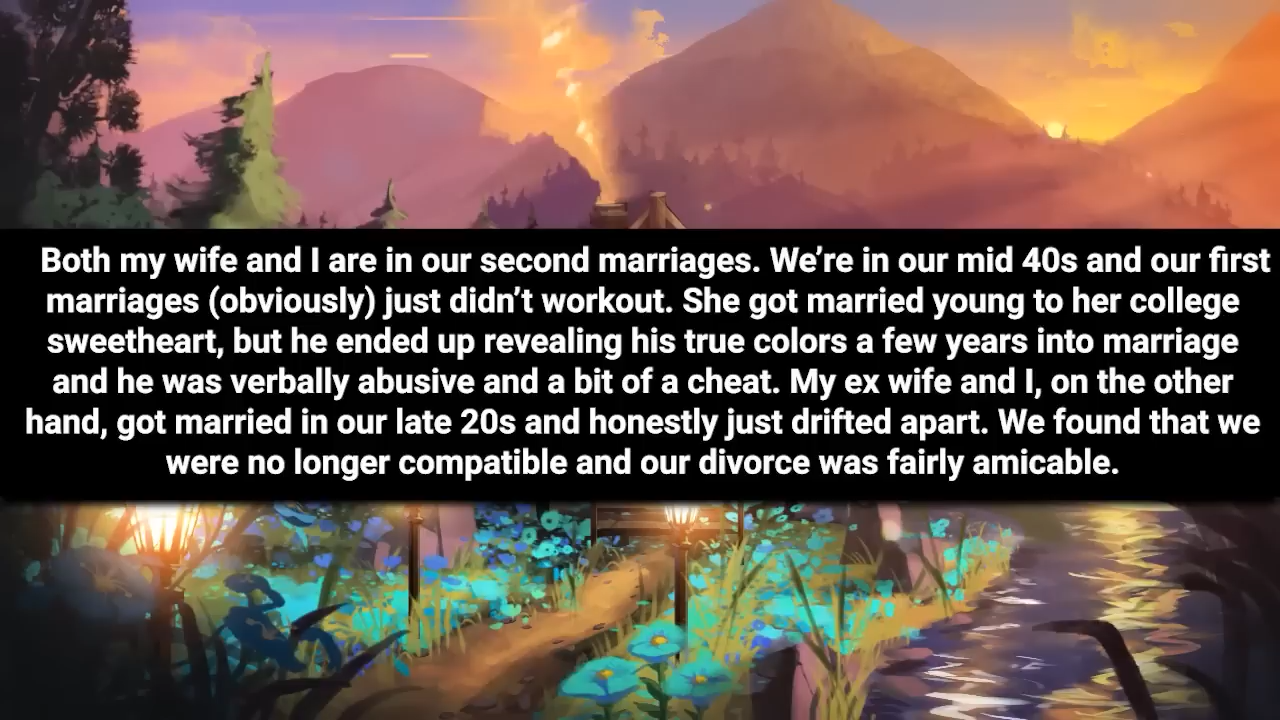 Both my wife and I are in our second marriages. We’re in our mid 40s and our first
marriages (obviously) just didn’t workout. She got married young to her college
sweetheart, but he ended up revealing his true colors a few years into marriage
and he was verbally abusive and a bit of a cheat. My ex wife and I, on the other
hand, got married in our late 20s and honestly just drifted apart. We found that we
were no longer compatible and our divorce was fairly amicable.